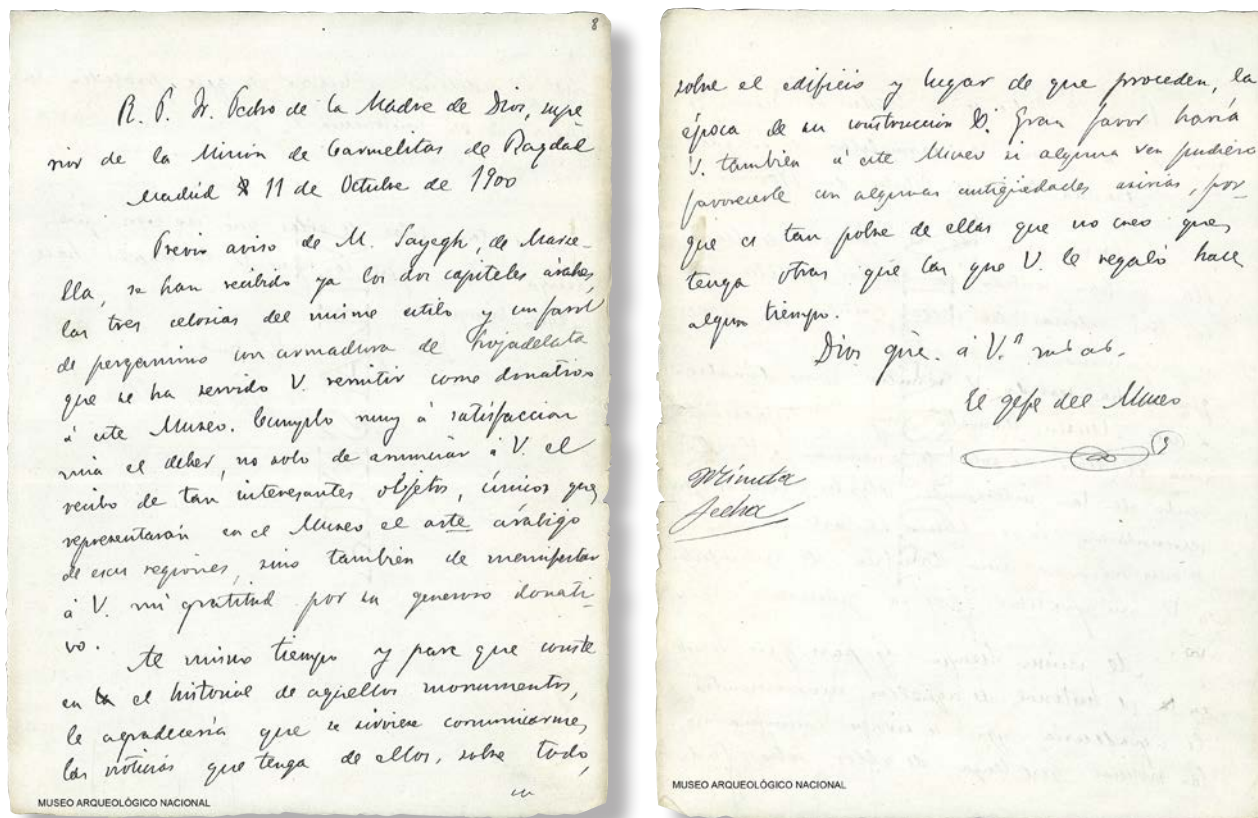 8
R. P. Fr. Pedro de la Madre de Dios, supe-
rior de la Mision de Carmelitas de Bagdad
Madrid 11 de Octubre de 1900
Previo aviso de M. Sayegh, de Marse-
lla, se han recibido ya los dos capiteles árabes,
las tres celosias del mismo estilo y un farol
de pergamino con armadura de hojadelata
que se ha servido V. remitir como donativo
á este Museo. Cumplo muy á satisfaccion
mia el deber, no solo de anunciar á V. el
recibo de tan interesantes objetos, únicos que
representarán en el Museo el arte arábigo
de esas regiones, sino tambien de manifestar
á V. mi gratitud por su generoso donati-
vo.
Al mismo tiempo y para que conste
en el historial de aquellos monumentos,
le agradeceria que se sirviese comunicarme
las noticias que tenga de ellos, sobre todo,
MUSEO ARQUEOLÓGICO NACIONAL
sobre el edificio y lugar de que proceden, la
época de su construccion &. Gran favor haria
V. tambien á este Museo si alguna vez pudiera
favorecerle con algunas antigüedades asirias, por-
que es tan pobre de ellas que no creo que
tenga otras que las que V. le regaló hace
algun tiempo.
Dios gue. á V.
El gefe del Museo
Minuta
fecha
MUSEO ARQUEOLÓGICO NACIONAL